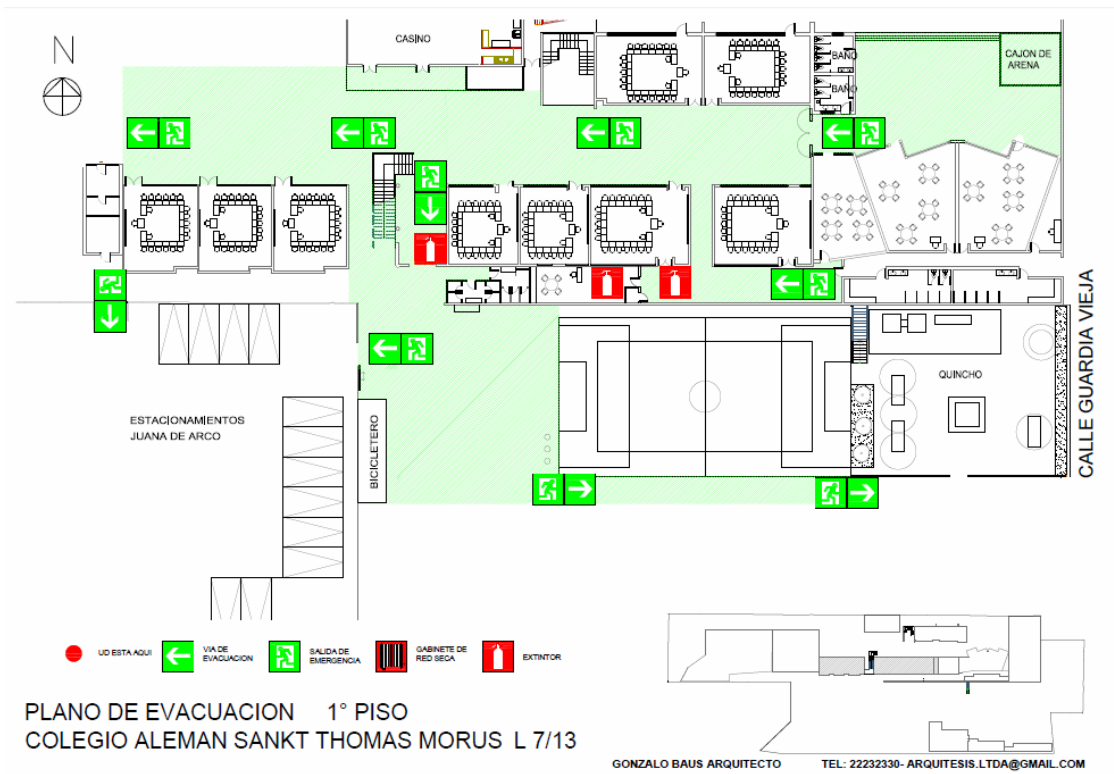 N
CASINO
CAJON DE
ARENA
BAÑO
BAÑO
CALLE GUARDIA VIEJA
QUINCHO
ESTACIONAMIENTOS
JUANA DE ARCO
BICICLETERO
UD ESTA AQUI
VIA DE
EVACUACION
SALIDA DE
EMERGENCIA
GABINETE DE
RED SECA
EXTINTOR
PLANO DE EVACUACION 1° PISO
COLEGIO ALEMAN SANKT THOMAS MORUS L 7/13
GONZALO BAUS ARQUITECTO TEL: 22232330- ARQUITESIS.LTDA@GMAIL.COM